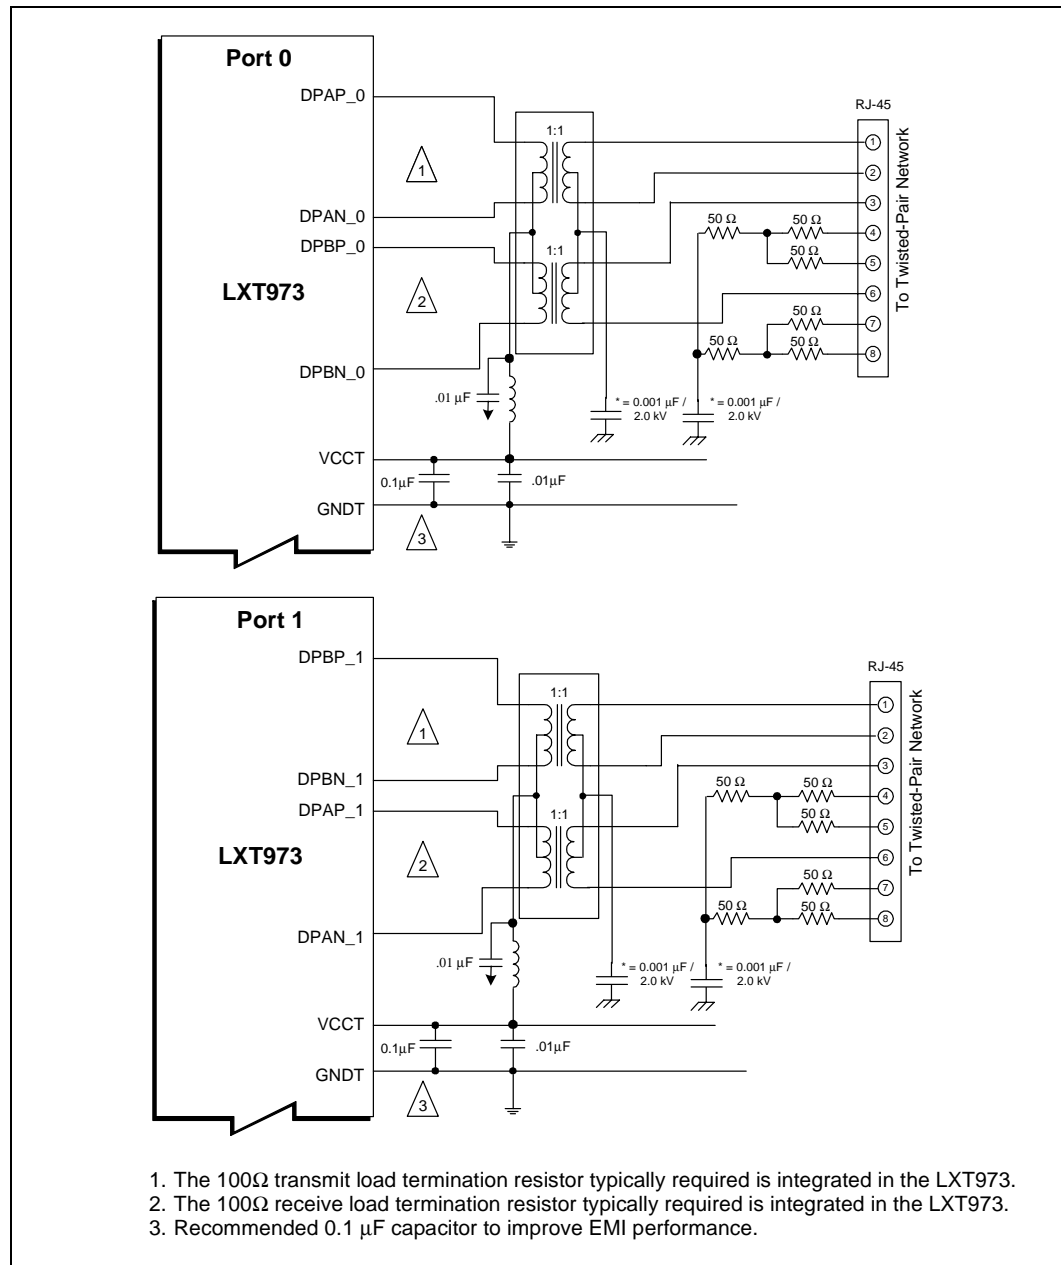 Port 0
DPAP_0
RJ-45
1:1
1
1
2
DPAN_0
3
50 Ω
50 Ω
4
DPBP_0
1:1
50 Ω
5
To Twisted-Pair Network
LXT973
2
6
50 Ω
7
50 Ω
50 Ω
8
DPBN_0
.01 µF
* = 0.001 µF /
2.0 kV
* = 0.001 µF /
2.0 kV
VCCT
0.1µF
.01µF
GNDT
3
Port 1
DPBP_1
RJ-45
1:1
1
1
2
DPBN_1
3
50 Ω
50 Ω
4
DPAP_1
1:1
50 Ω
5
To Twisted-Pair Network
LXT973
2
6
50 Ω
7
50 Ω
50 Ω
8
DPAN_1
.01 µF
* = 0.001 µF /
2.0 kV
* = 0.001 µF /
2.0 kV
VCCT
0.1µF
.01µF
GNDT
3
1. The 100Ω transmit load termination resistor typically required is integrated in the LXT973.
2. The 100Ω receive load termination resistor typically required is integrated in the LXT973.
3. Recommended 0.1 µF capacitor to improve EMI performance.